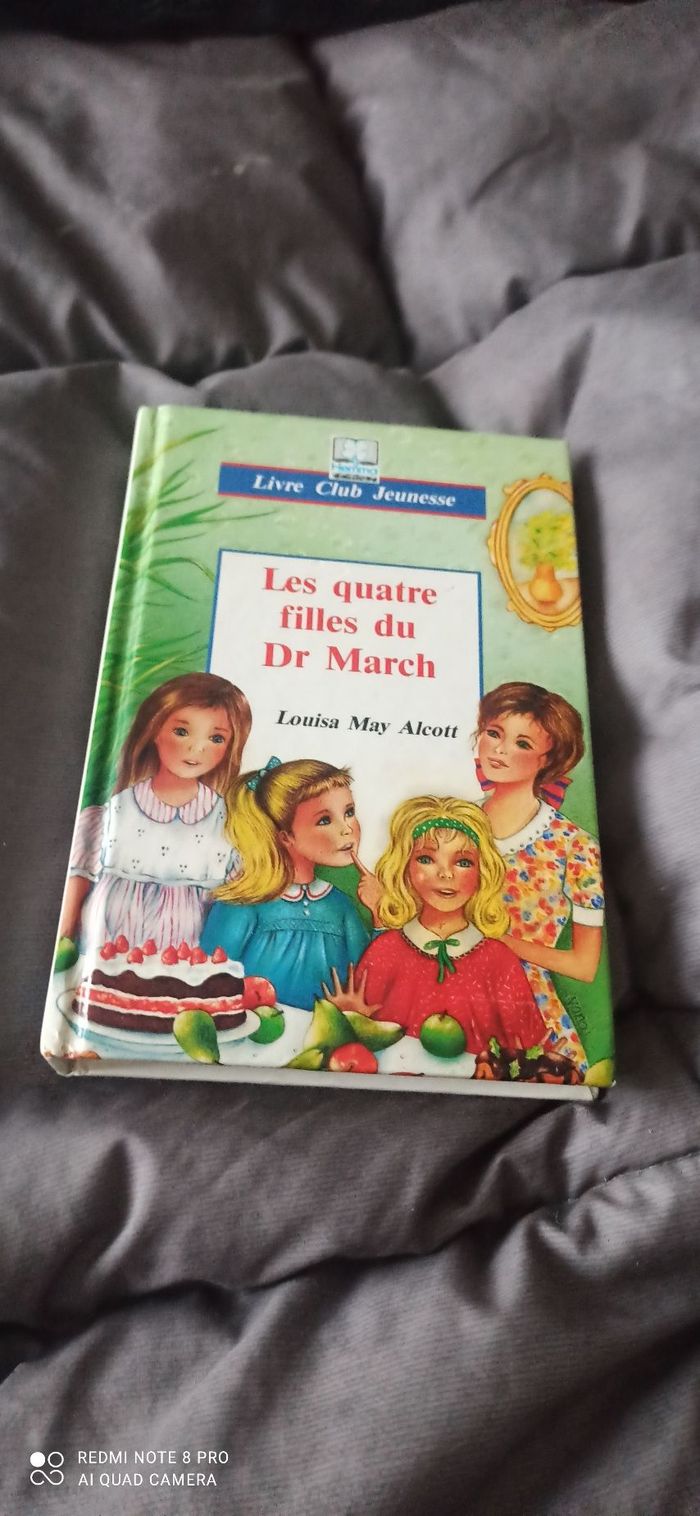 Hemma
Livre Club Jeunesse
Les quatre
filles du
Dr March
Louisa May Alcott
REDMI NOTE 8 PRO
AI QUAD CAMERA